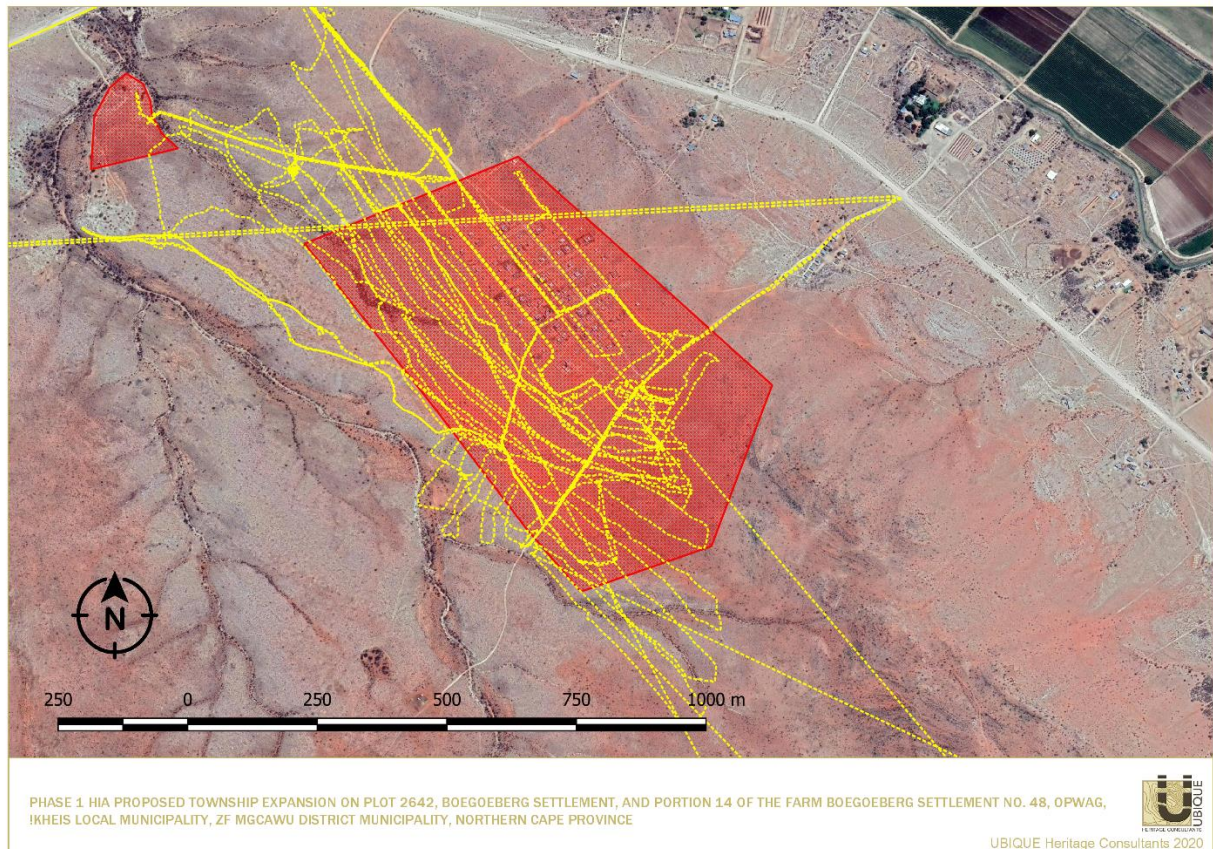 N
250 0 250 500 750 1000 m
PHASE 1 HIA PROPOSED TOWNSHIP EXPANSION ON PLOT 2642, BOEGOEBERG SETTLEMENT, AND PORTION 14 OF THE FARM BOEGOEBERG SETTLEMENT NO. 48, OPWAG,
!KHEIS LOCAL MUNICIPALITY, ZF MGCAWU DISTRICT MUNICIPALITY, NORTHERN CAPE PROVINCE
UBIQUE
HERITAGE CONSULTANTS
UBIQUE Heritage Consultants 2020